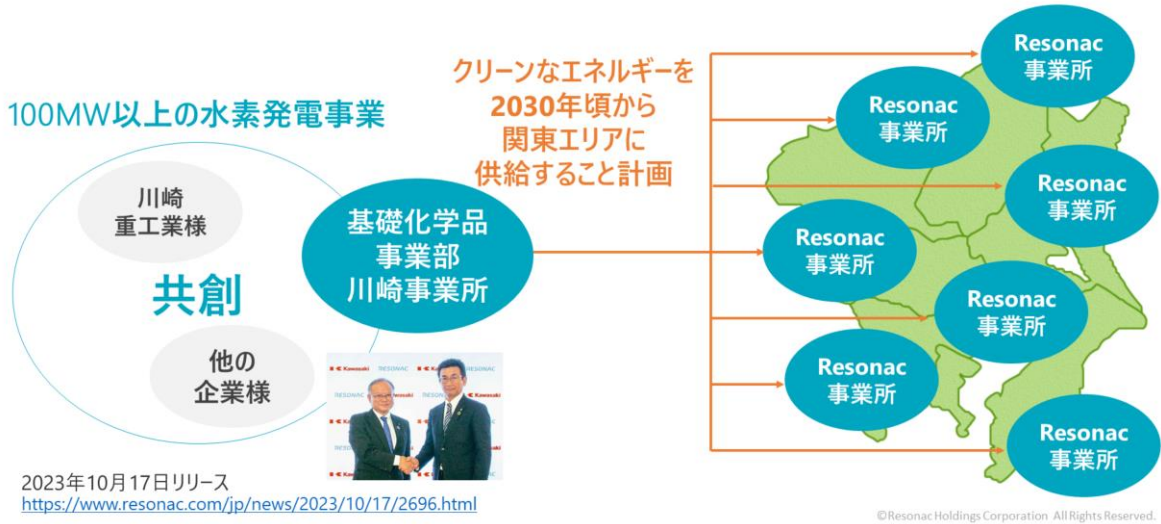 100MW以上の水素発電事業
川崎
重工業様
共創
他の
企業様
基礎化学品
事業部
川崎事業所
クリーンなエネルギーを
2030年頃から
関東エリアに
供給すること計画
Resonac
事業所
Resonac
事業所
Resonac
事業所
Resonac
事業所
Resonac
事業所
Resonac
事業所
Resonac
事業所
Kawasaki RESONAC Kawasaki RESONAC
RESONAC Kawasaki
2023年10月17日リリース
https://www.resonac.com/jp/news/2023/10/17/2696.html
©Resonac Holdings Corporation All Rights Reserved.